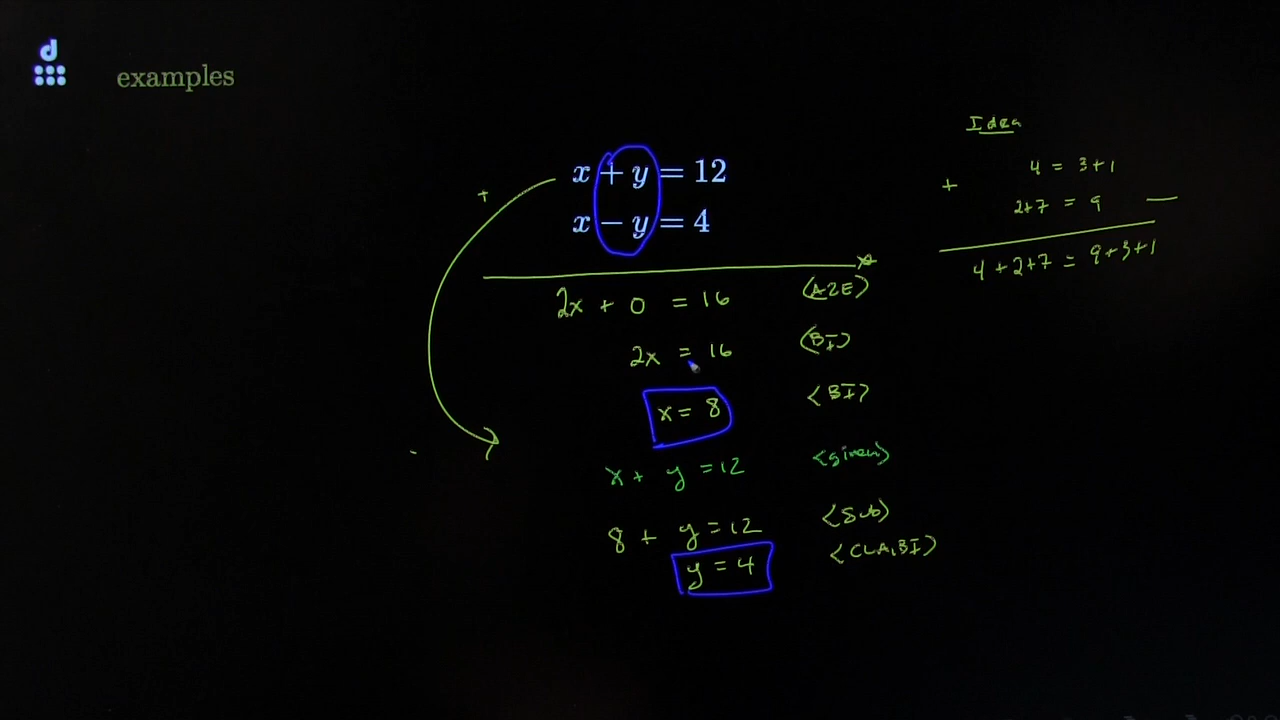 d
examples
x + y = 12
x − y = 4
+
2x + 0 = 16 <A2E>
2x = 16 <BI>
x = 8 <BI>
x + y = 12 <given>
8 + y = 12 <Sub>
y = 4 <CLA,BI>
Idea
4 = 3+1
+ 2+7 = 9
4+2+7 = 9+3+1